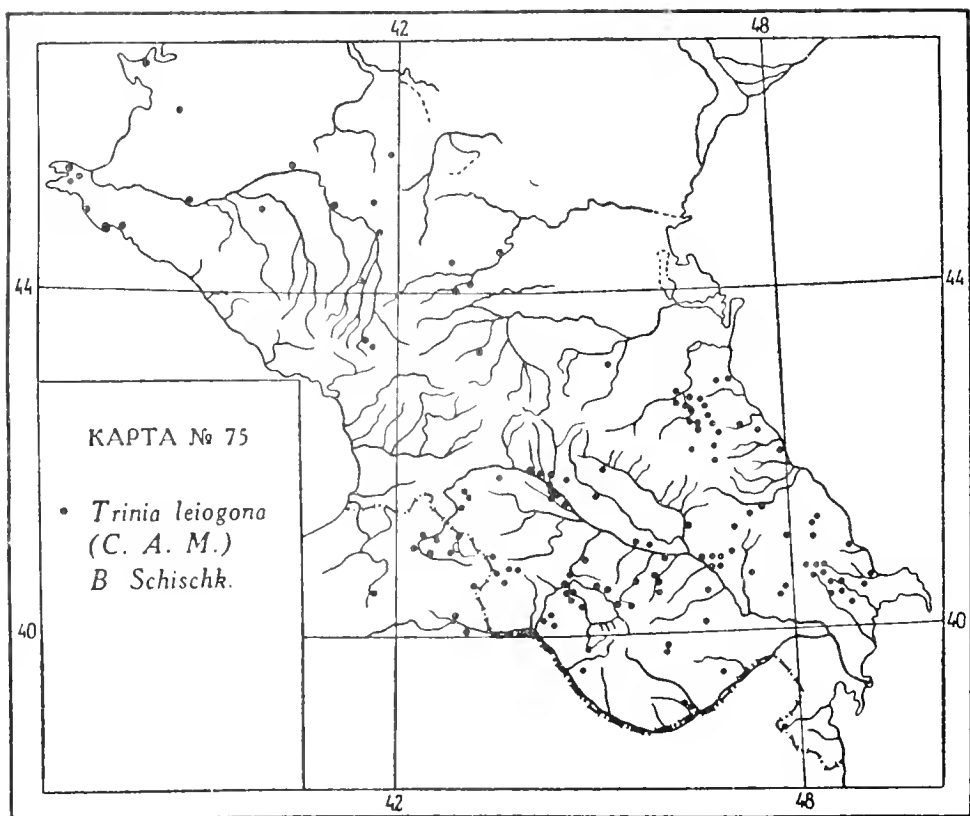 42 48
44 44
КАРТА № 75
• Trinia leiogona
(C. A. M.)
B Schischk.
40 40
42 48